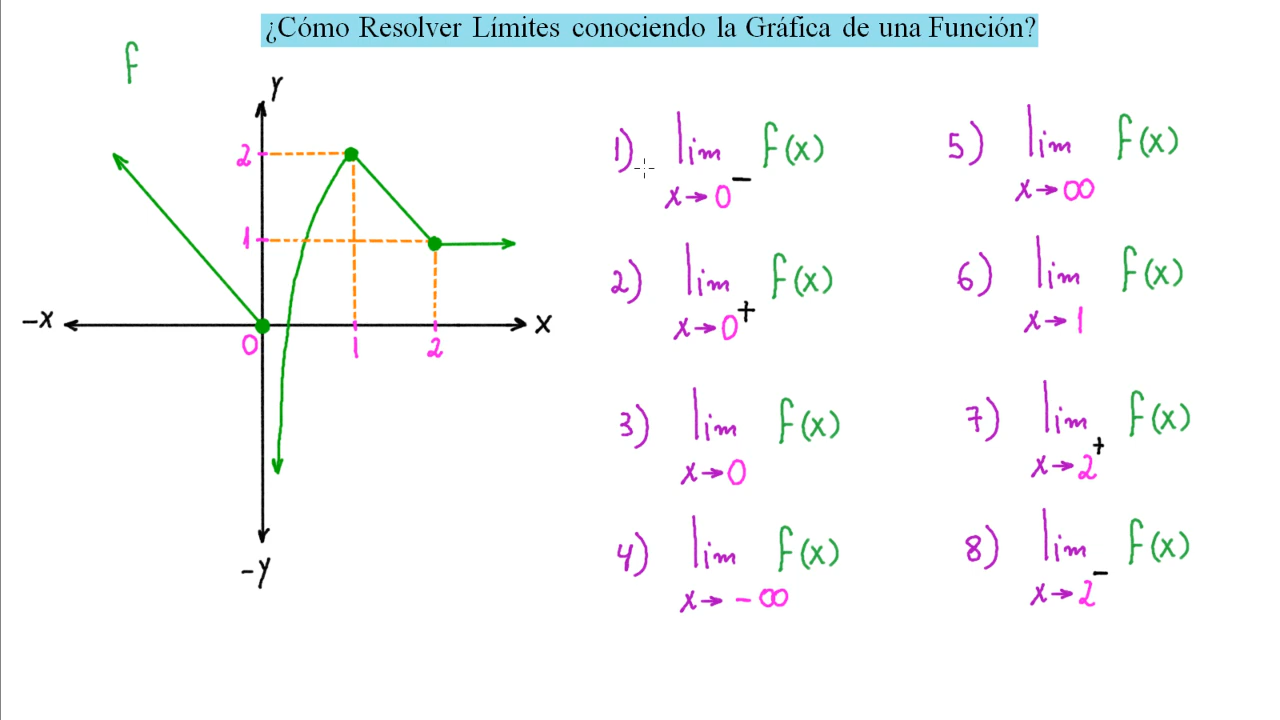 ¿Cómo Resolver Límites conociendo la Gráfica de una Función?
f
Y
2
1
-X
X
0
1
2
-Y
1) lim f(x)
x→0⁻
2) lim f(x)
x→0⁺
3) lim f(x)
x→0
4) lim f(x)
x→-∞
5) lim f(x)
x→∞
6) lim f(x)
x→1
7) lim f(x)
x→2⁺
8) lim f(x)
x→2⁻